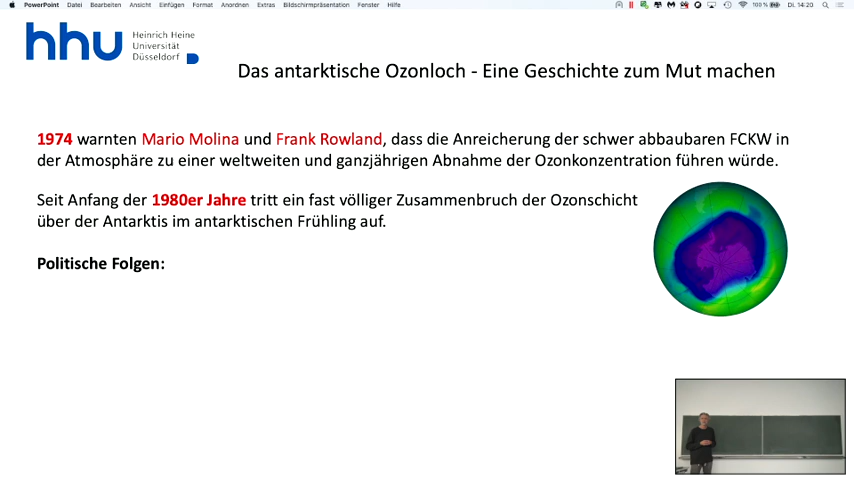 PowerPoint Datei Bearbeiten Ansicht Einfügen Format Anordnen Extras Bildschirmpräsentation Fenster Hilfe 100 % Di. 14:20
hhu Heinrich Heine
Universität
Düsseldorf
Das antarktische Ozonloch - Eine Geschichte zum Mut machen
1974 warnten Mario Molina und Frank Rowland, dass die Anreicherung der schwer abbaubaren FCKW in
der Atmosphäre zu einer weltweiten und ganzjährigen Abnahme der Ozonkonzentration führen würde.
Seit Anfang der 1980er Jahre tritt ein fast völliger Zusammenbruch der Ozonschicht
über der Antarktis im antarktischen Frühling auf.
Politische Folgen: